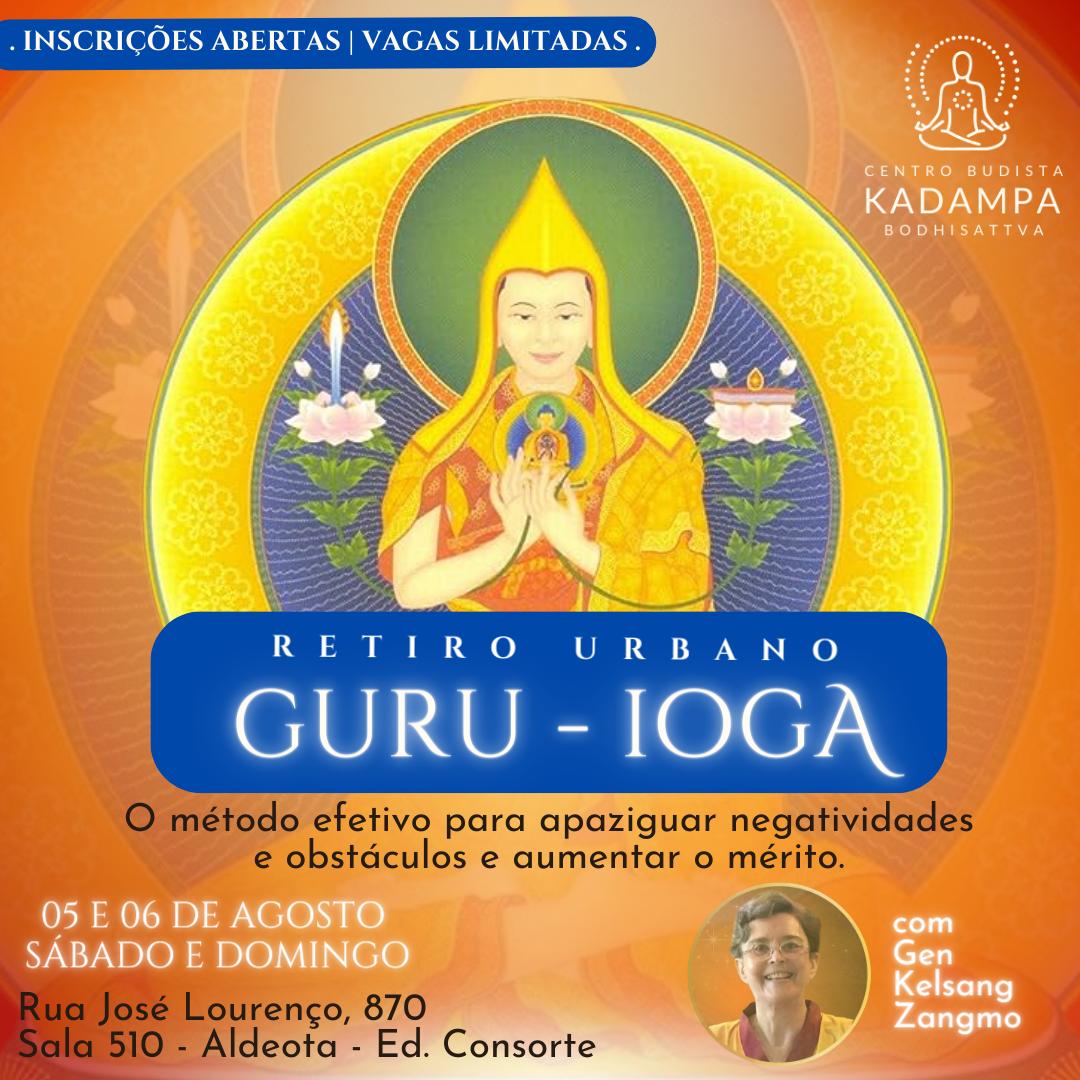 . INSCRIÇÕES ABERTAS | VAGAS LIMITADAS .
CENTRO BUDISTA
KADAMPA
BODHISATTVA
RETIRO URBANO
GURU - IOGA
O método efetivo para apaziguar negatividades
e obstáculos e aumentar o mérito.
05 E 06 DE AGOSTO
SÁBADO E DOMINGO
Rua José Lourenço, 870
Sala 510 - Aldeota - Ed. Consorte
com
Gen
Kelsang
Zangmo